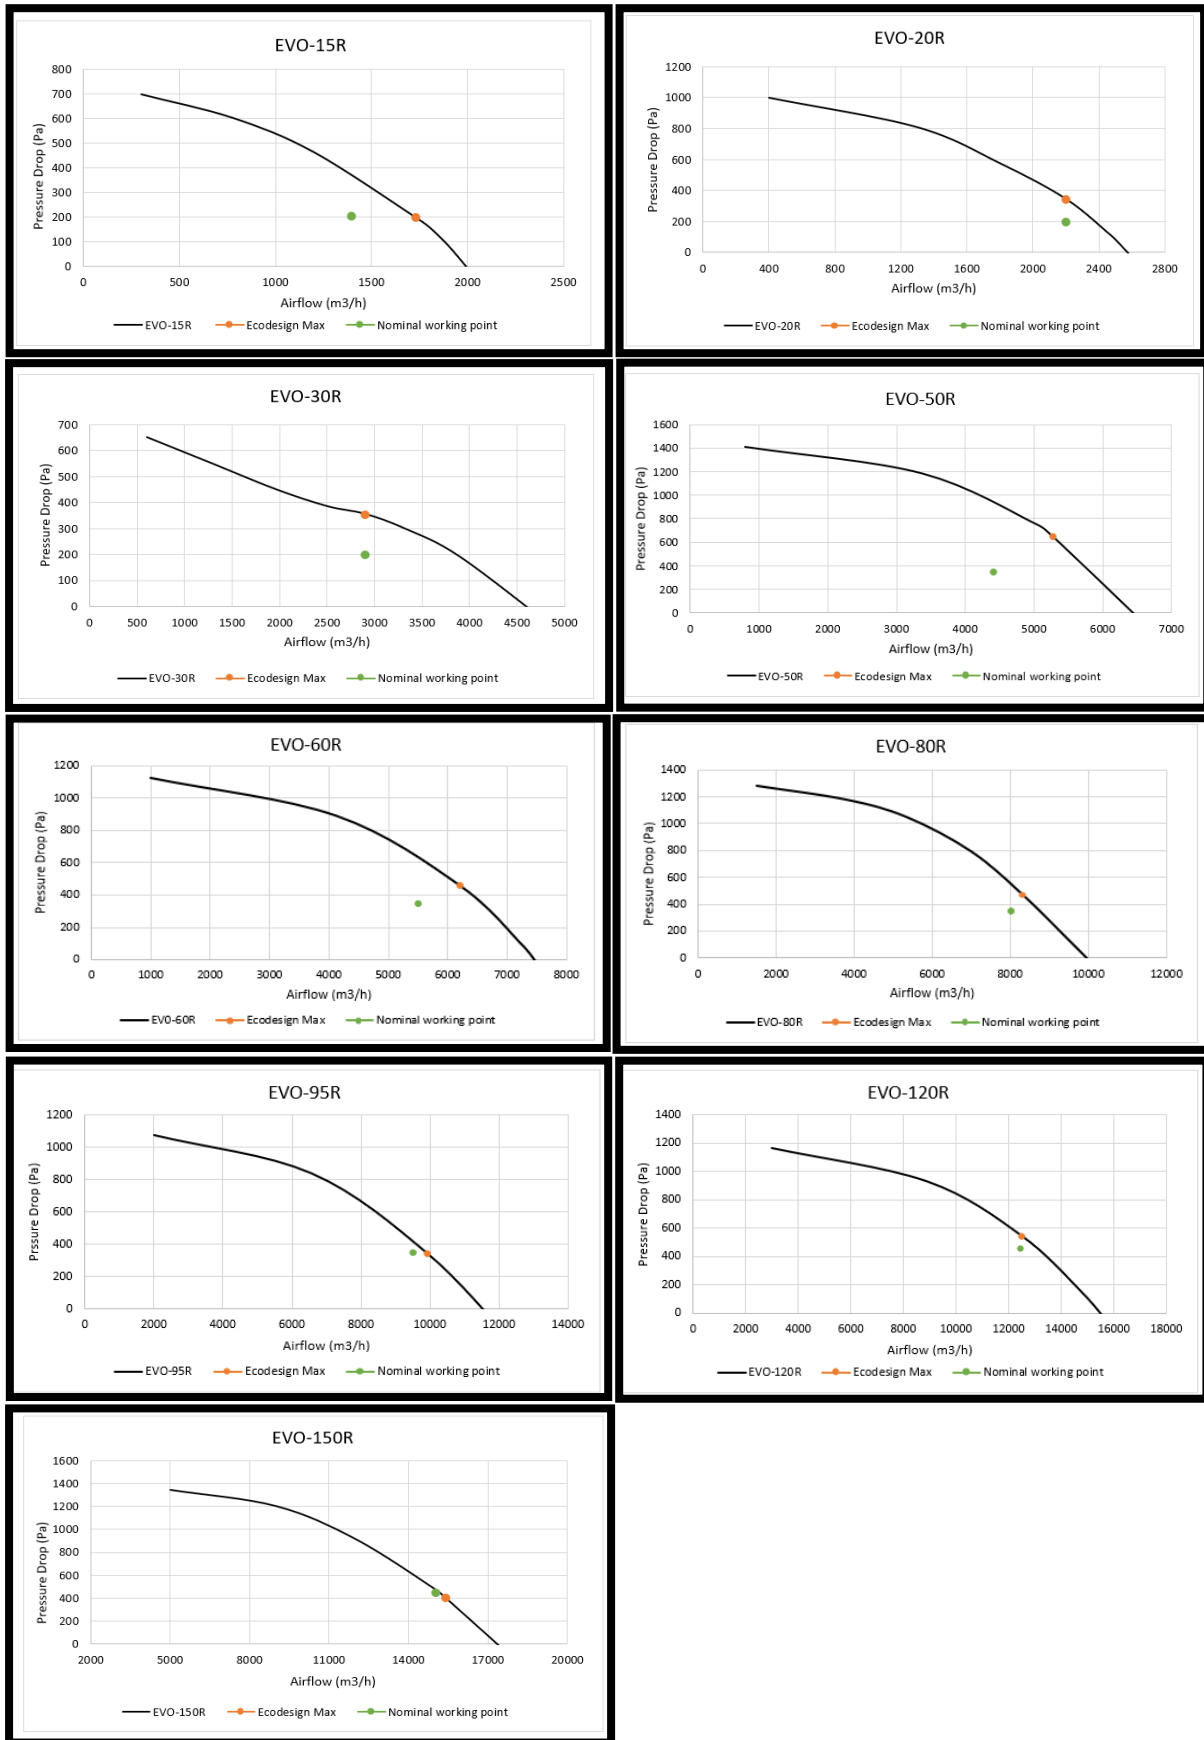 EVO-15R
Pressure Drop (Pa)
800
700
600
500
400
300
200
100
0
0 500 1000 1500 2000 2500
Airflow (m3/h)
EVO-15R Ecodesign Max Nominal working point
EVO-20R
Pressure Drop (Pa)
1200
1000
800
600
400
200
0
0 400 800 1200 1600 2000 2400 2800
Airflow (m3/h)
EVO-20R Ecodesign Max Nominal working point
EVO-30R
Pressure Drop (Pa)
700
600
500
400
300
200
100
0
0 500 1000 1500 2000 2500 3000 3500 4000 4500 5000
Airflow (m3/h)
EVO-30R Ecodesign Max Nominal working point
EVO-50R
Pressure Drop (Pa)
1600
1400
1200
1000
800
600
400
200
0
0 1000 2000 3000 4000 5000 6000 7000
Airflow (m3/h)
EVO-50R Ecodesign Max Nominal working point
EVO-60R
Pressure Drop (Pa)
1200
1000
800
600
400
200
0
0 1000 2000 3000 4000 5000 6000 7000 8000
Airflow (m3/h)
EV0-60R Ecodesign Max Nominal working point
EVO-80R
Pressure Drop (Pa)
1400
1200
1000
800
600
400
200
0
0 2000 4000 6000 8000 10000 12000
Airflow (m3/h)
EVO-80R Ecodesign Max Nominal working point
EVO-95R
Prssure Drop (Pa)
1200
1000
800
600
400
200
0
0 2000 4000 6000 8000 10000 12000 14000
Airflow (m3/h)
EVO-95R Ecodesign Max Nominal working point
EVO-120R
Pressure Drop (Pa)
1400
1200
1000
800
600
400
200
0
0 2000 4000 6000 8000 10000 12000 14000 16000 18000
Airflow (m3/h)
EVO-120R Ecodesign Max Nominal working point
EVO-150R
Pressure Drop (Pa)
1600
1400
1200
1000
800
600
400
200
0
2000 5000 8000 11000 14000 17000 20000
Airflow (m3/h)
EVO-150R Ecodesign Max Nominal working point